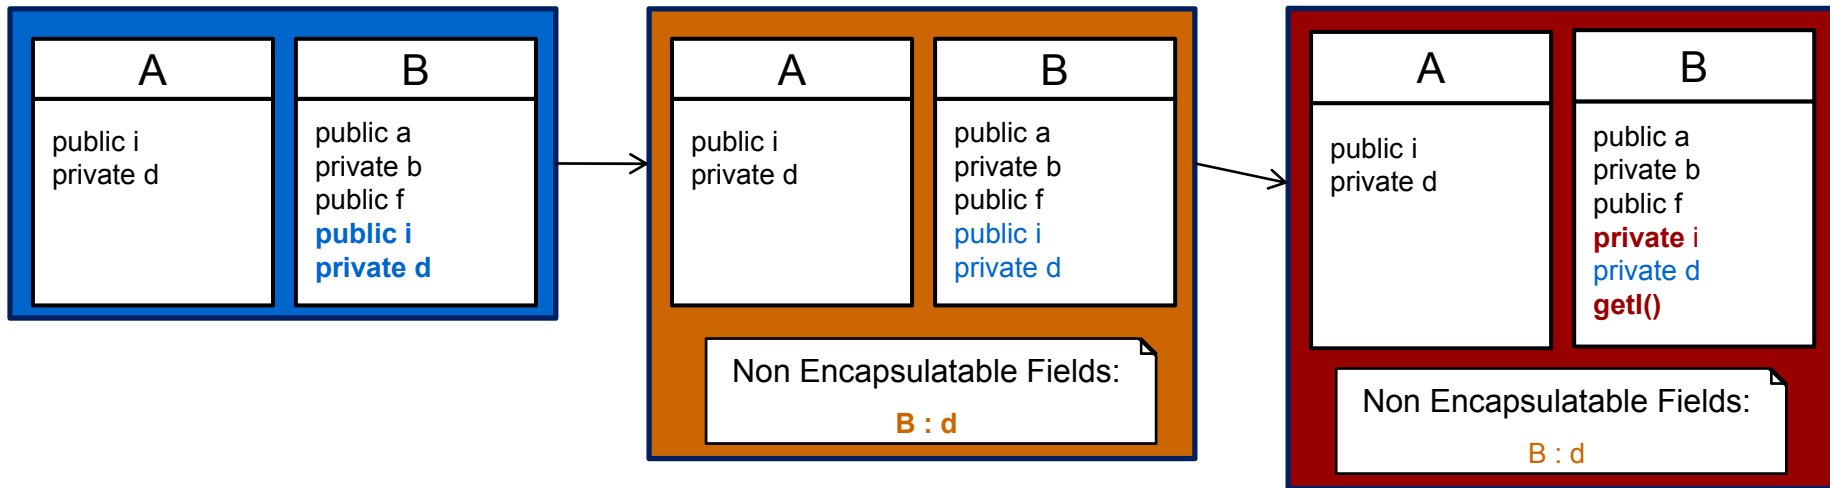 A
public i
private d
B
public a
private b
public f
public i
private d
A
public i
private d
B
public a
private b
public f
public i
private d
Non Encapsulatable Fields:
B : d
A
public i
private d
B
public a
private b
public f
private i
private d
getI()
Non Encapsulatable Fields:
B : d